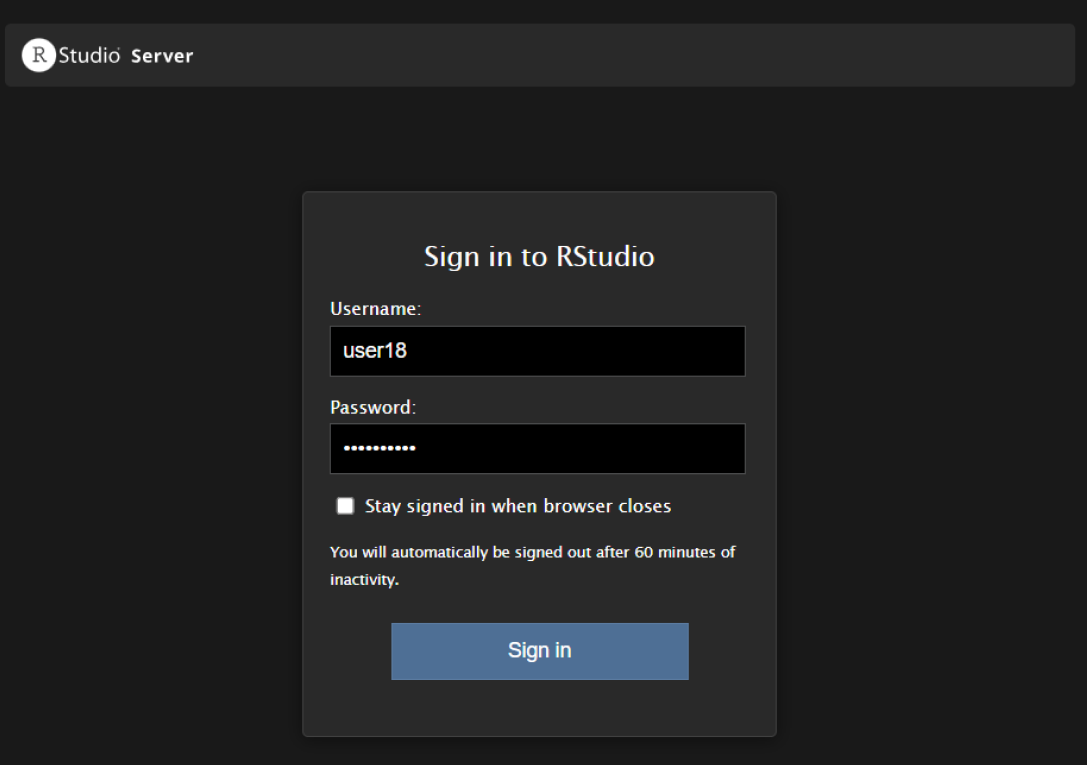 R Studio Server
Sign in to RStudio
Username:
user18
Password:
••••••••••
Stay signed in when browser closes
You will automatically be signed out after 60 minutes of
inactivity.
Sign in